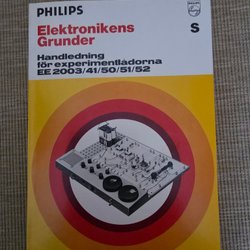 PHILIPS
Elektronikens
Grunder
S
Handledning
för experimentlådorna
EE 2003/41/50/51/52